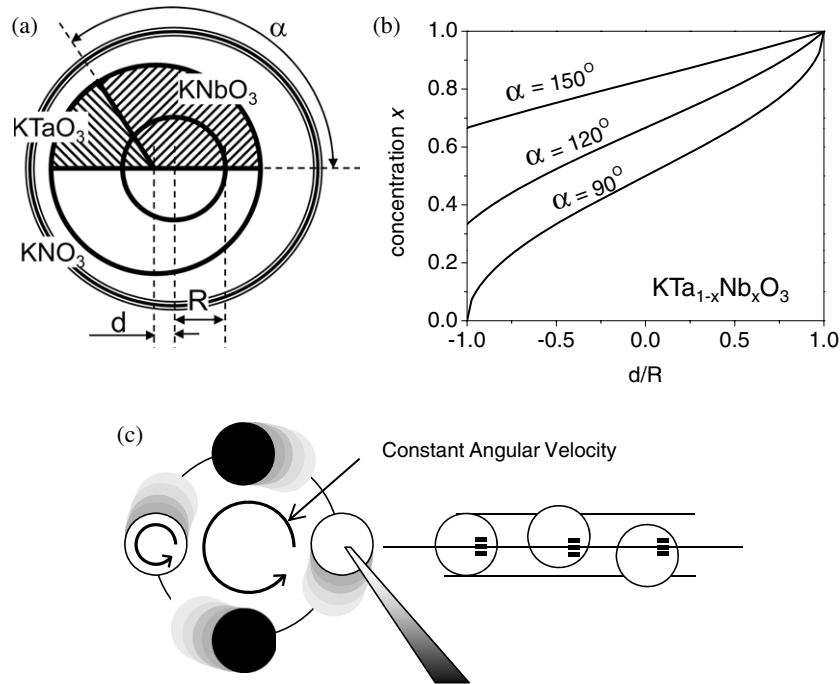 (a)
α
KNbO₃
KTaO₃
KNO₃
R
d
(b)
1.0
0.8
0.6
0.4
0.2
0.0
concentration x
α = 150°
α = 120°
α = 90°
KTa₁₋ₓNbₓO₃
-1.0
-0.5
0.0
0.5
1.0
d/R
(c)
Constant Angular Velocity